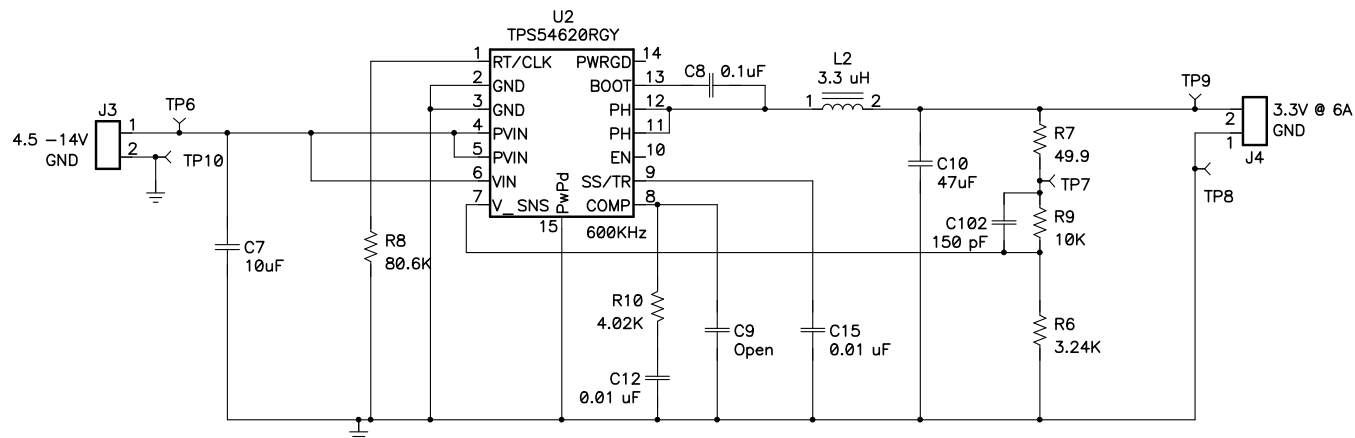 U2
TPS54620RGY
1 RT/CLK PWRGD 14
2 GND BOOT 13
3 GND PH 12
4 PVIN PH 11
5 PVIN EN 10
6 VIN SS/TR 9
7 V_SNS COMP 8
PwPd
15
600KHz
J3
4.5 -14V
GND
1
2
TP6
TP10
C7
10uF
R8
80.6K
C8 0.1uF
L2
3.3 uH
1 2
R10
4.02K
C12
0.01 uF
C9
Open
C15
0.01 uF
C10
47uF
C102
150 pF
R7
49.9
TP7
R9
10K
R6
3.24K
TP9
TP8
3.3V @ 6A
2
GND
1
J4